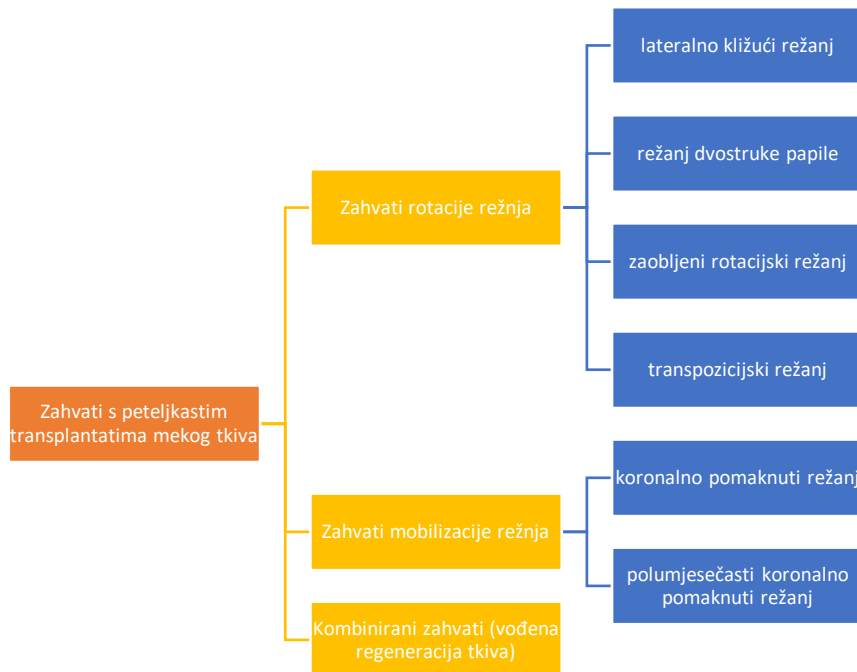 Zahvati s peteljkastim
transplantatima mekog tkiva
Zahvati rotacije režnja
lateralno kližući režanj
režanj dvostruke papile
zaobljeni rotacijski režanj
transpozicijski režanj
Zahvati mobilizacije režnja
koronalno pomaknuti režanj
polumjesečasti koronalno
pomaknuti režanj
Kombinirani zahvati (vođena
regeneracija tkiva)